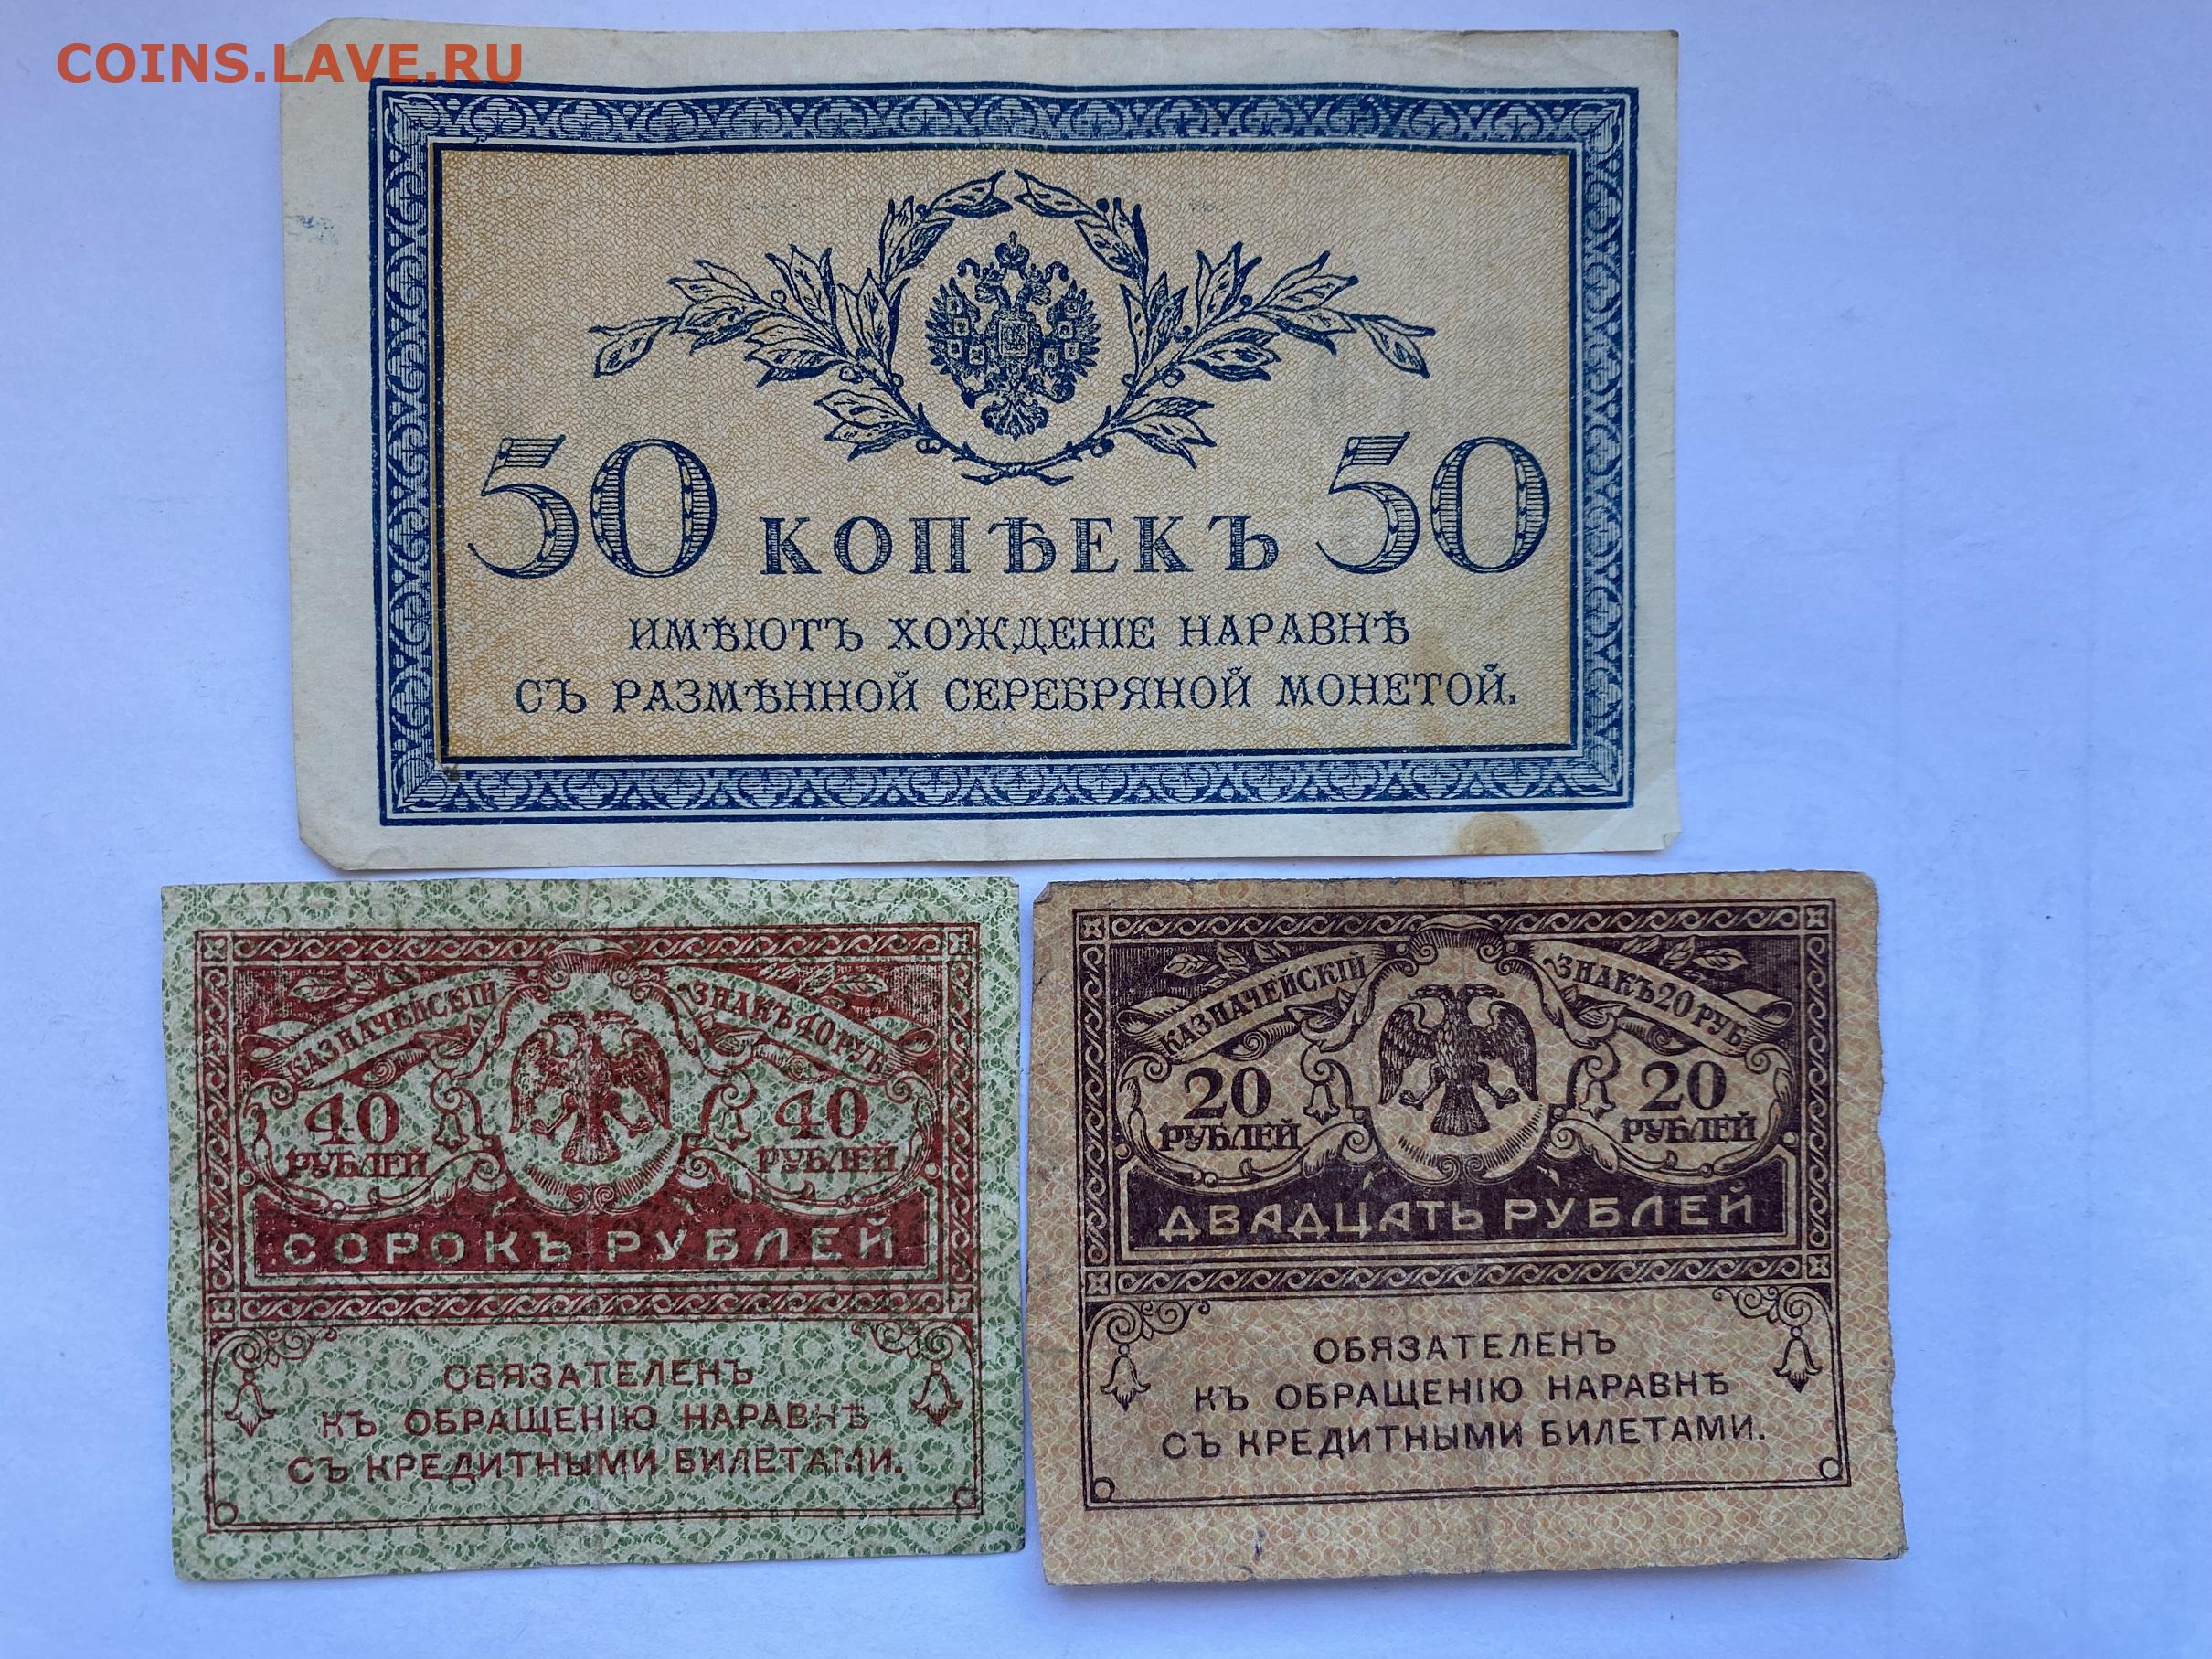 COINS.LAVE.RU
50 КОПѢЕКЪ 50
ИМѢЮТЪ ХОЖДЕНІЕ НАРАВНѢ
СЪ РАЗМѢННОЙ СЕРЕБРЯНОЙ МОНЕТОЙ.
КАЗНАЧЕЙСКІЙ ЗНАКЪ 40 РУБ
40 40
РУБЛЕЙ РУБЛЕЙ
СОРОКЪ РУБЛЕЙ
ОБЯЗАТЕЛЕНЪ
КЪ ОБРАЩЕНІЮ НАРАВНѢ
СЪ КРЕДИТНЫМИ БИЛЕТАМИ.
КАЗНАЧЕЙСКІЙ ЗНАКЪ 20 РУБ
20 20
РУБЛЕЙ РУБЛЕЙ
ДВАДЦАТЬ РУБЛЕЙ
ОБЯЗАТЕЛЕНЪ
КЪ ОБРАЩЕНІЮ НАРАВНѢ
СЪ КРЕДИТНЫМИ БИЛЕТАМИ.